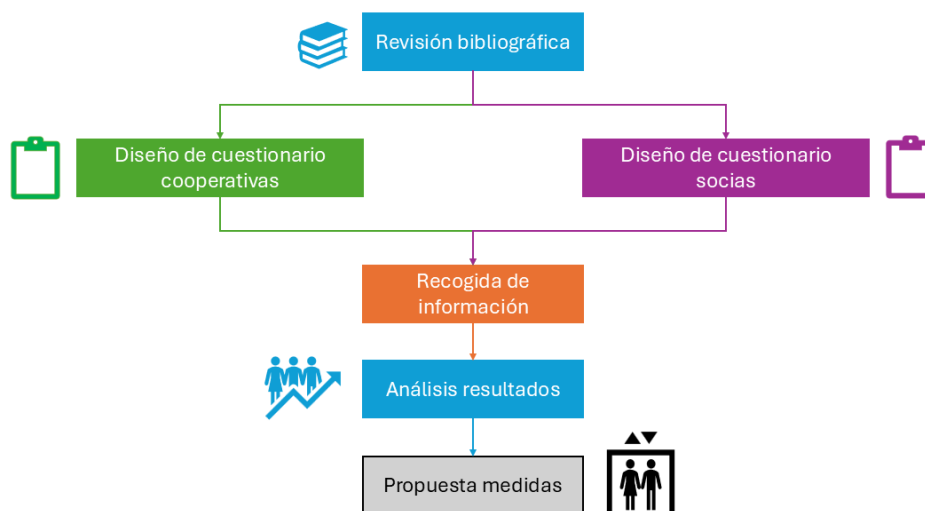 Revisión bibliográfica
Diseño de cuestionario
cooperativas
Diseño de cuestionario
socias
Recogida de
información
Análisis resultados
Propuesta medidas